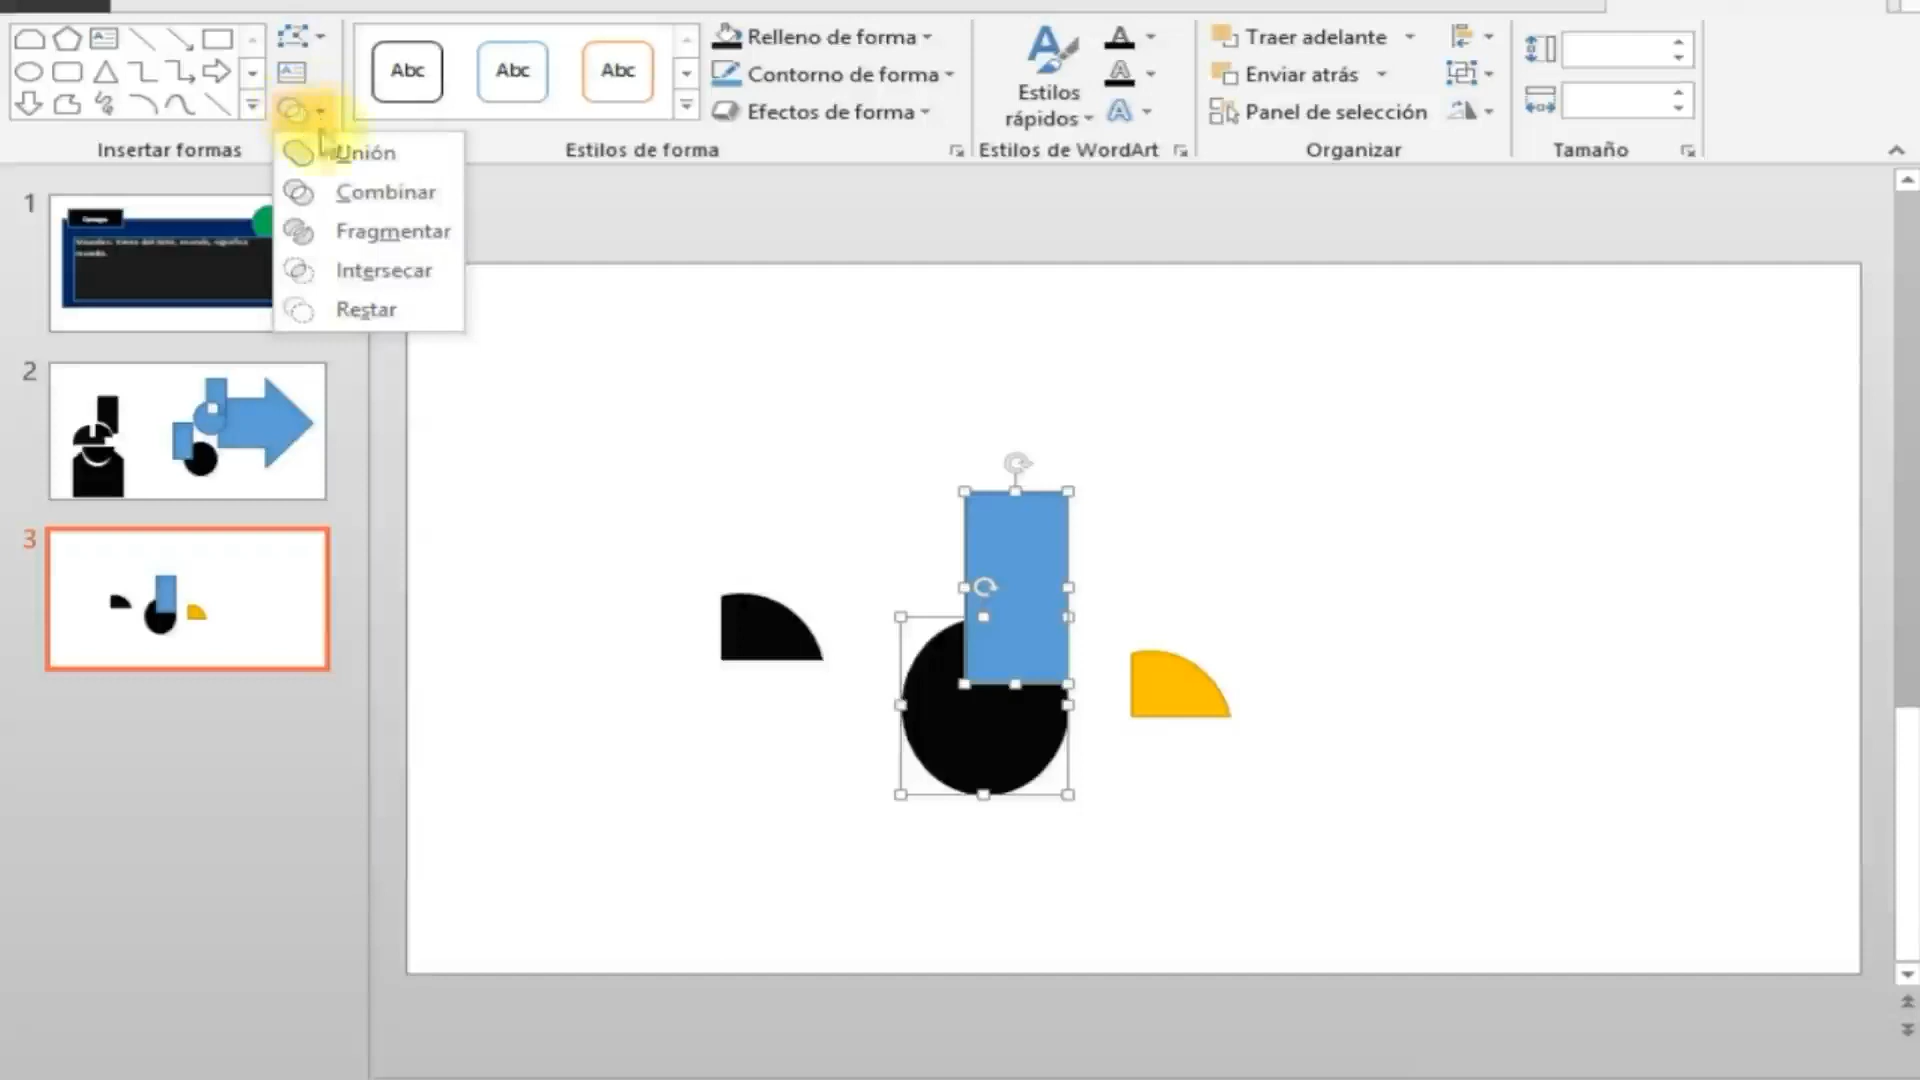 Abc
Abc
Abc
Relleno de forma
Contorno de forma
Efectos de forma
Estilos
rápidos
Traer adelante
Enviar atrás
Panel de selección
Insertar formas
Estilos de forma
Estilos de WordArt
Organizar
Tamaño
Unión
Combinar
Fragmentar
Intersecar
Restar
1
2
3